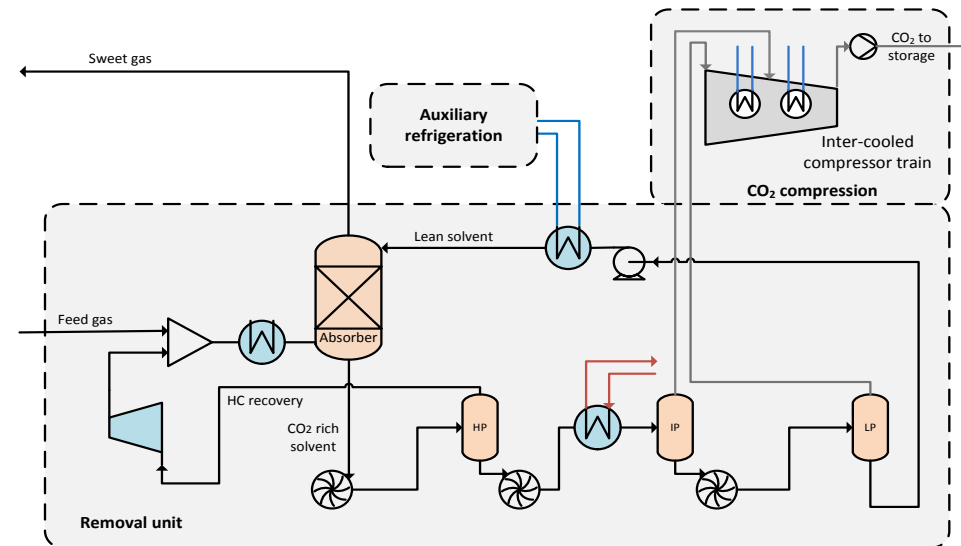 CO₂ to
storage
Sweet gas
Auxiliary
refrigeration
Inter-cooled
compressor train
CO₂ compression
Lean solvent
Feed gas
Absorber
HC recovery
CO2 rich
solvent
HP
IP
LP
Removal unit